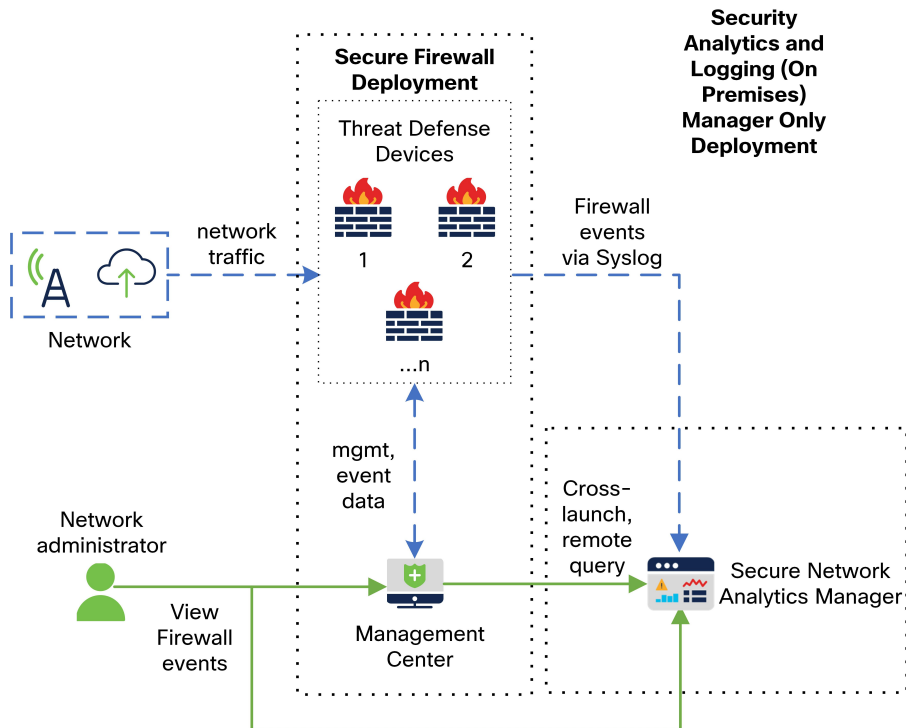 Security
Analytics and
Logging (On
Premises)
Manager Only
Deployment
Secure Firewall
Deployment
Threat Defense
Devices
1
2
...n
network
traffic
Network
Firewall
events
via Syslog
mgmt,
event
data
Network
administrator
View
Firewall
events
Management
Center
Cross-
launch,
remote
query
Secure Network
Analytics Manager